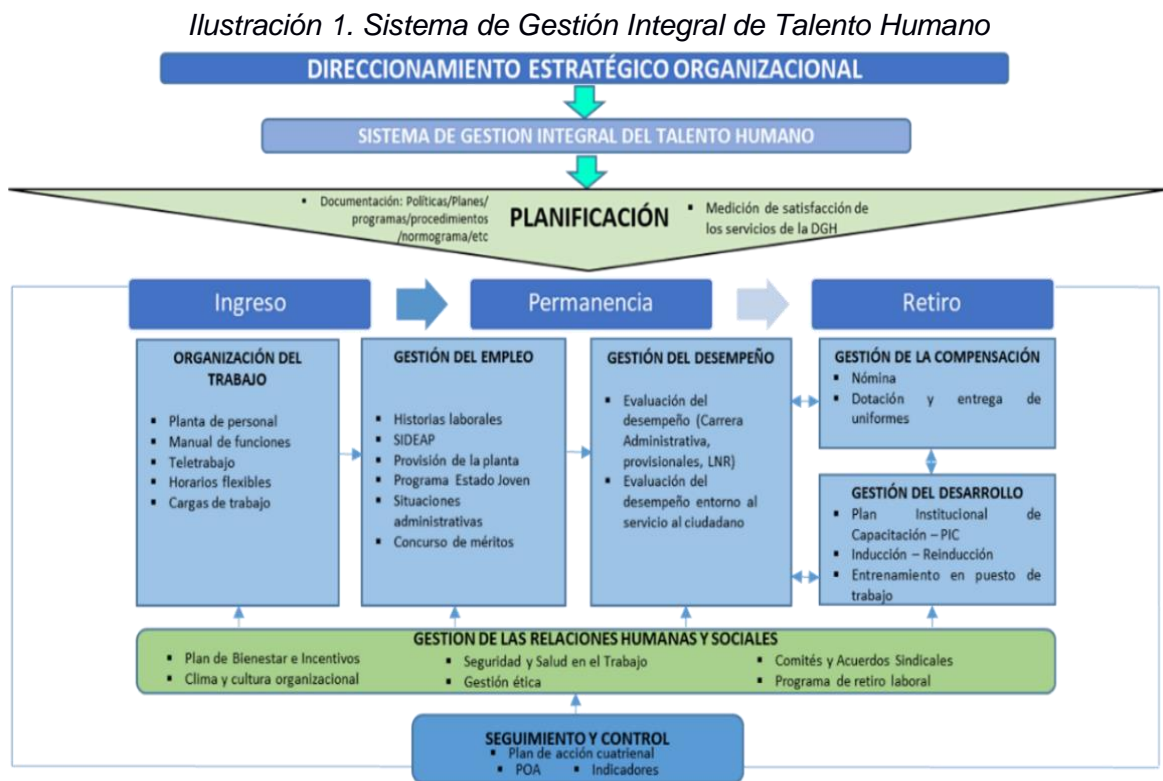 Ilustración 1. Sistema de Gestión Integral de Talento Humano
DIRECCIONAMIENTO ESTRATÉGICO ORGANIZACIONAL
SISTEMA DE GESTION INTEGRAL DEL TALENTO HUMANO
▪ Documentación: Políticas/Planes/
programas/procedimientos
/normograma/etc
PLANIFICACIÓN
▪ Medición de satisfacción de
los servicios de la DGH
Ingreso
Permanencia
Retiro
ORGANIZACIÓN DEL
TRABAJO
▪ Planta de personal
▪ Manual de funciones
▪ Teletrabajo
▪ Horarios flexibles
▪ Cargas de trabajo
GESTIÓN DEL EMPLEO
▪ Historias laborales
▪ SIDEAP
▪ Provisión de la planta
▪ Programa Estado Joven
▪ Situaciones
administrativas
▪ Concurso de méritos
GESTIÓN DEL DESEMPEÑO
▪ Evaluación del
desempeño (Carrera
Administrativa,
provisionales, LNR)
▪ Evaluación del
desempeño entorno al
servicio al ciudadano
GESTIÓN DE LA COMPENSACIÓN
▪ Nómina
▪ Dotación y entrega de
uniformes
GESTIÓN DEL DESARROLLO
▪ Plan Institucional de
Capacitación – PIC
▪ Inducción – Reinducción
▪ Entrenamiento en puesto de
trabajo
GESTION DE LAS RELACIONES HUMANAS Y SOCIALES
▪ Plan de Bienestar e Incentivos
▪ Clima y cultura organizacional
▪ Seguridad y Salud en el Trabajo
▪ Gestión ética
▪ Comités y Acuerdos Sindicales
▪ Programa de retiro laboral
SEGUIMIENTO Y CONTROL
▪ Plan de acción cuatrienal
▪ POA ▪ Indicadores